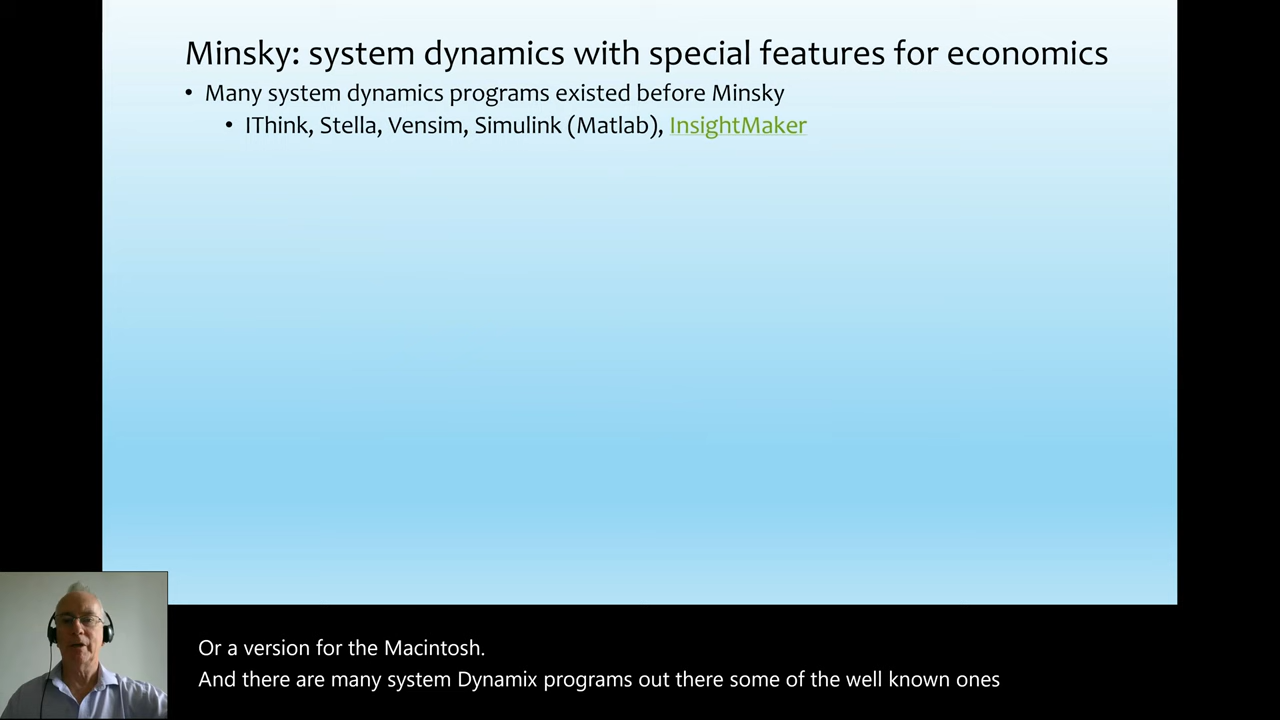 Minsky: system dynamics with special features for economics
• Many system dynamics programs existed before Minsky
• IThink, Stella, Vensim, Simulink (Matlab), InsightMaker
Or a version for the Macintosh.
And there are many system Dynamix programs out there some of the well known ones